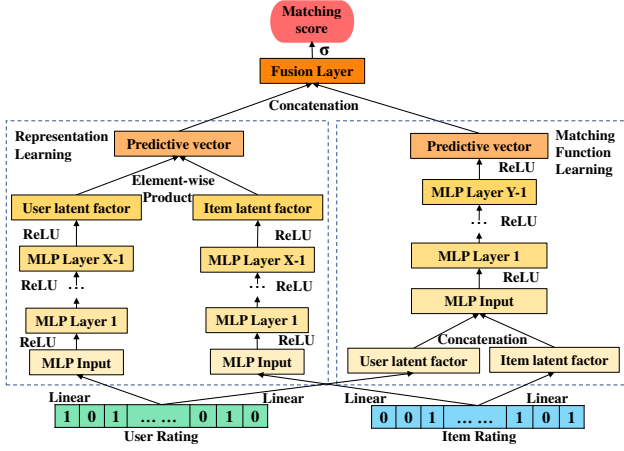 Matching
score
σ
Fusion Layer
Concatenation
Representation
Learning
Predictive vector
Element-wise
Product
User latent factor
Item latent factor
ReLU
ReLU
MLP Layer X-1
MLP Layer X-1
ReLU
...
ReLU
...
MLP Layer 1
MLP Layer 1
ReLU
ReLU
MLP Input
MLP Input
Matching
Function
Learning
Predictive vector
ReLU
MLP Layer Y-1
...
ReLU
MLP Layer 1
ReLU
MLP Input
Concatenation
User latent factor
Item latent factor
Linear
Linear
Linear
Linear
1 0 1 ... ... 0 1 0
User Rating
0 0 1 ... ... 1 0 1
Item Rating